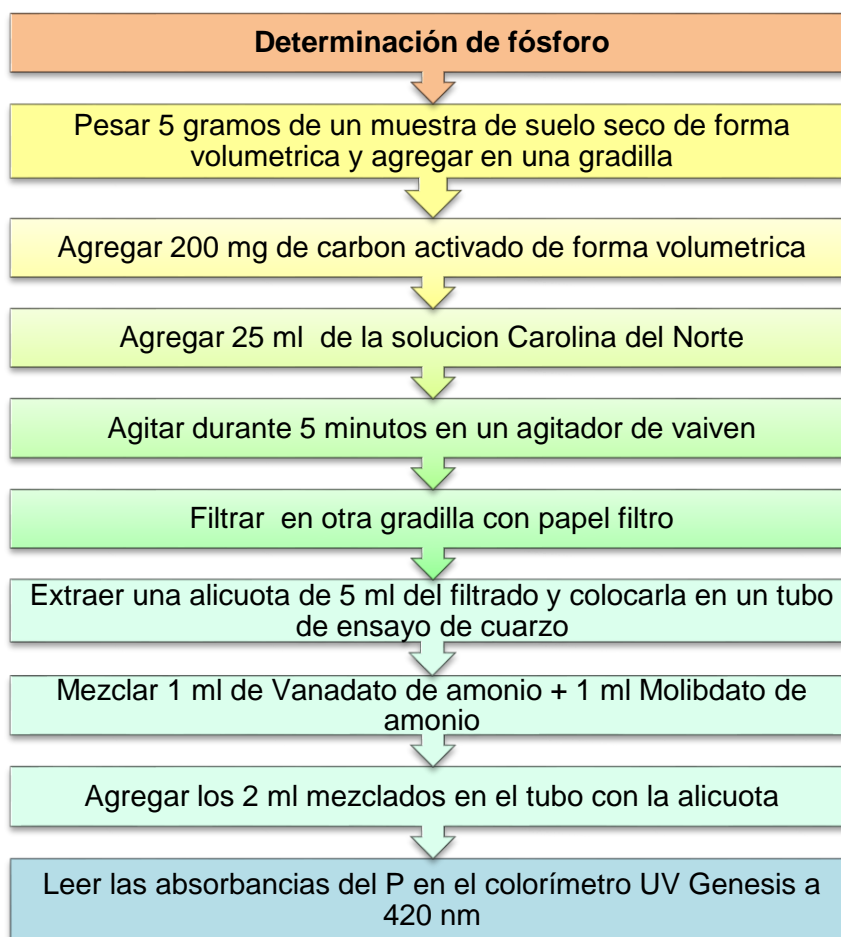 Determinación de fósforo
Pesar 5 gramos de un muestra de suelo seco de forma
volumetrica y agregar en una gradilla
Agregar 200 mg de carbon activado de forma volumetrica
Agregar 25 ml de la solucion Carolina del Norte
Agitar durante 5 minutos en un agitador de vaiven
Filtrar en otra gradilla con papel filtro
Extraer una alicuota de 5 ml del filtrado y colocarla en un tubo
de ensayo de cuarzo
Mezclar 1 ml de Vanadato de amonio + 1 ml Molibdato de
amonio
Agregar los 2 ml mezclados en el tubo con la alicuota
Leer las absorbancias del P en el colorímetro UV Genesis a
420 nm